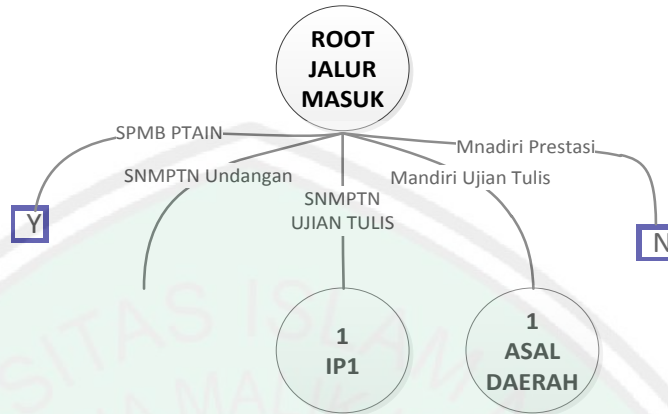 ROOT
JALUR
MASUK
SPMB PTAIN
Mnadiri Prestasi
SNMPTN Undangan
Mandiri Ujian Tulis
SNMPTN
UJIAN TULIS
Y
N
1
IP1
1
ASAL
DAERAH